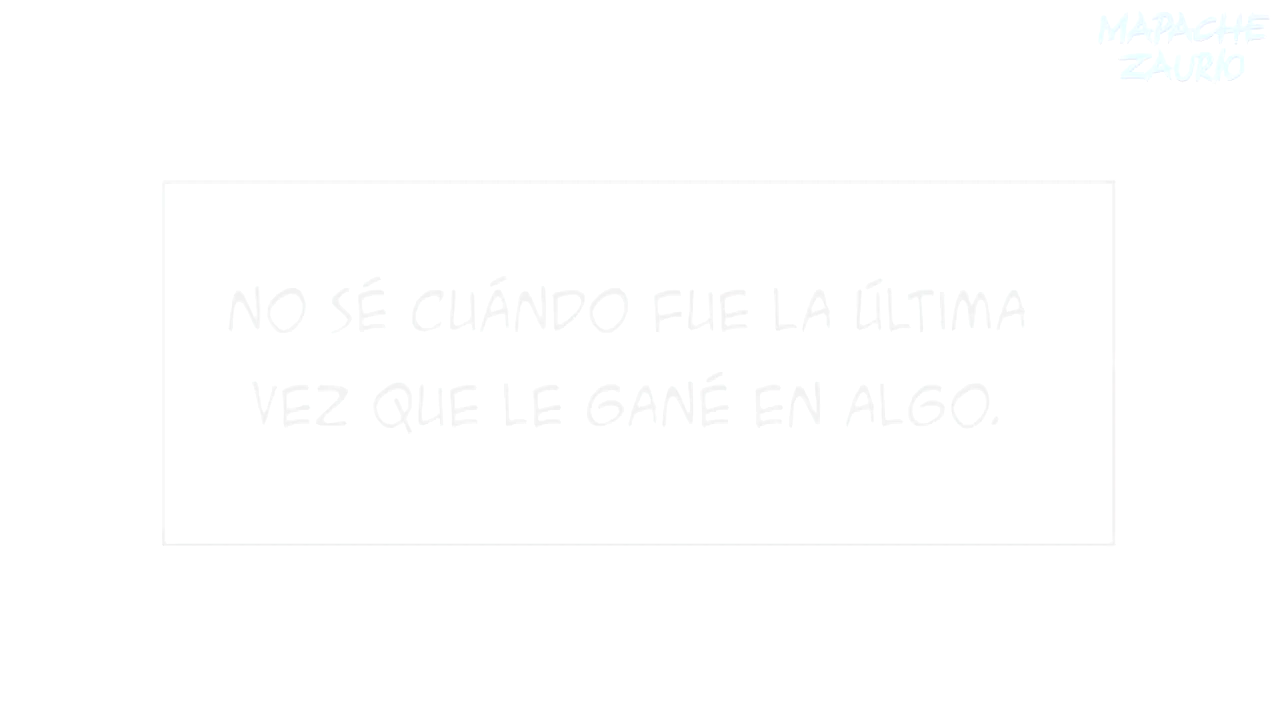 MAPACHE
ZAURIO
NO SÉ CUÁNDO FUE LA ÚLTIMA
VEZ QUE LE GANÉ EN ALGO.